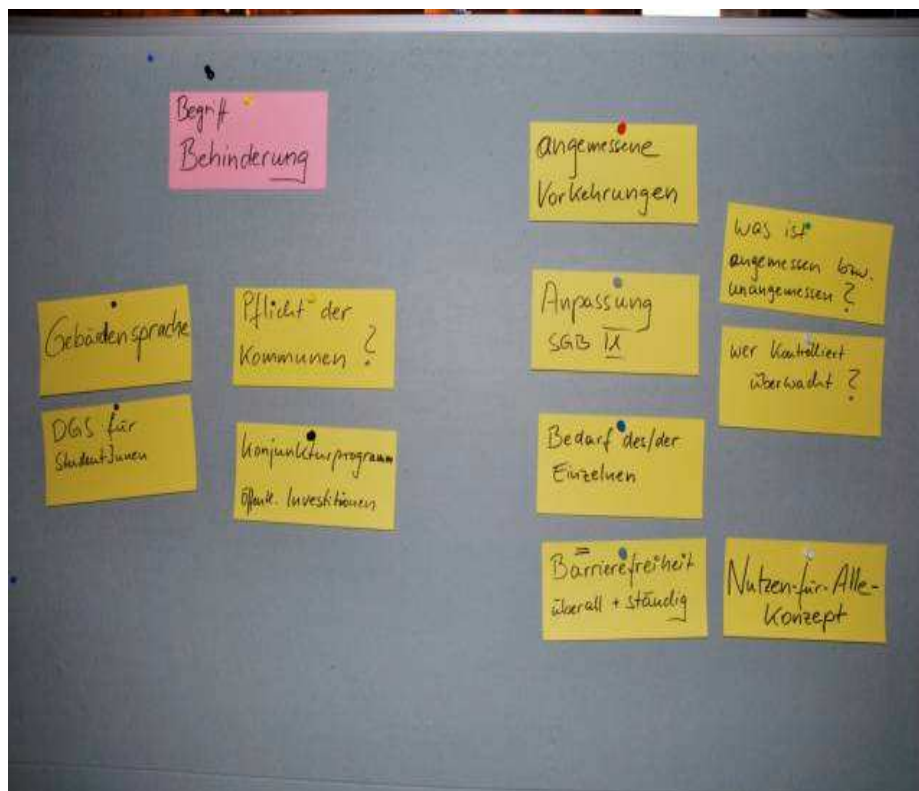 Begriff
Behinderung
Gebärdensprache
DGS für
StudentInnen
Pflicht der
Kommunen ?
Konjunkturprogramm
öffentl. Investitionen
angemessene
Vorkehrungen
Anpassung
SGB IX
Bedarf des/der
Einzelnen
Barrierefreiheit
überall + ständig
was ist
angemessen bzw.
unangemessen ?
wer kontrolliert
überwacht ?
Nutzen-für-Alle-
Konzept